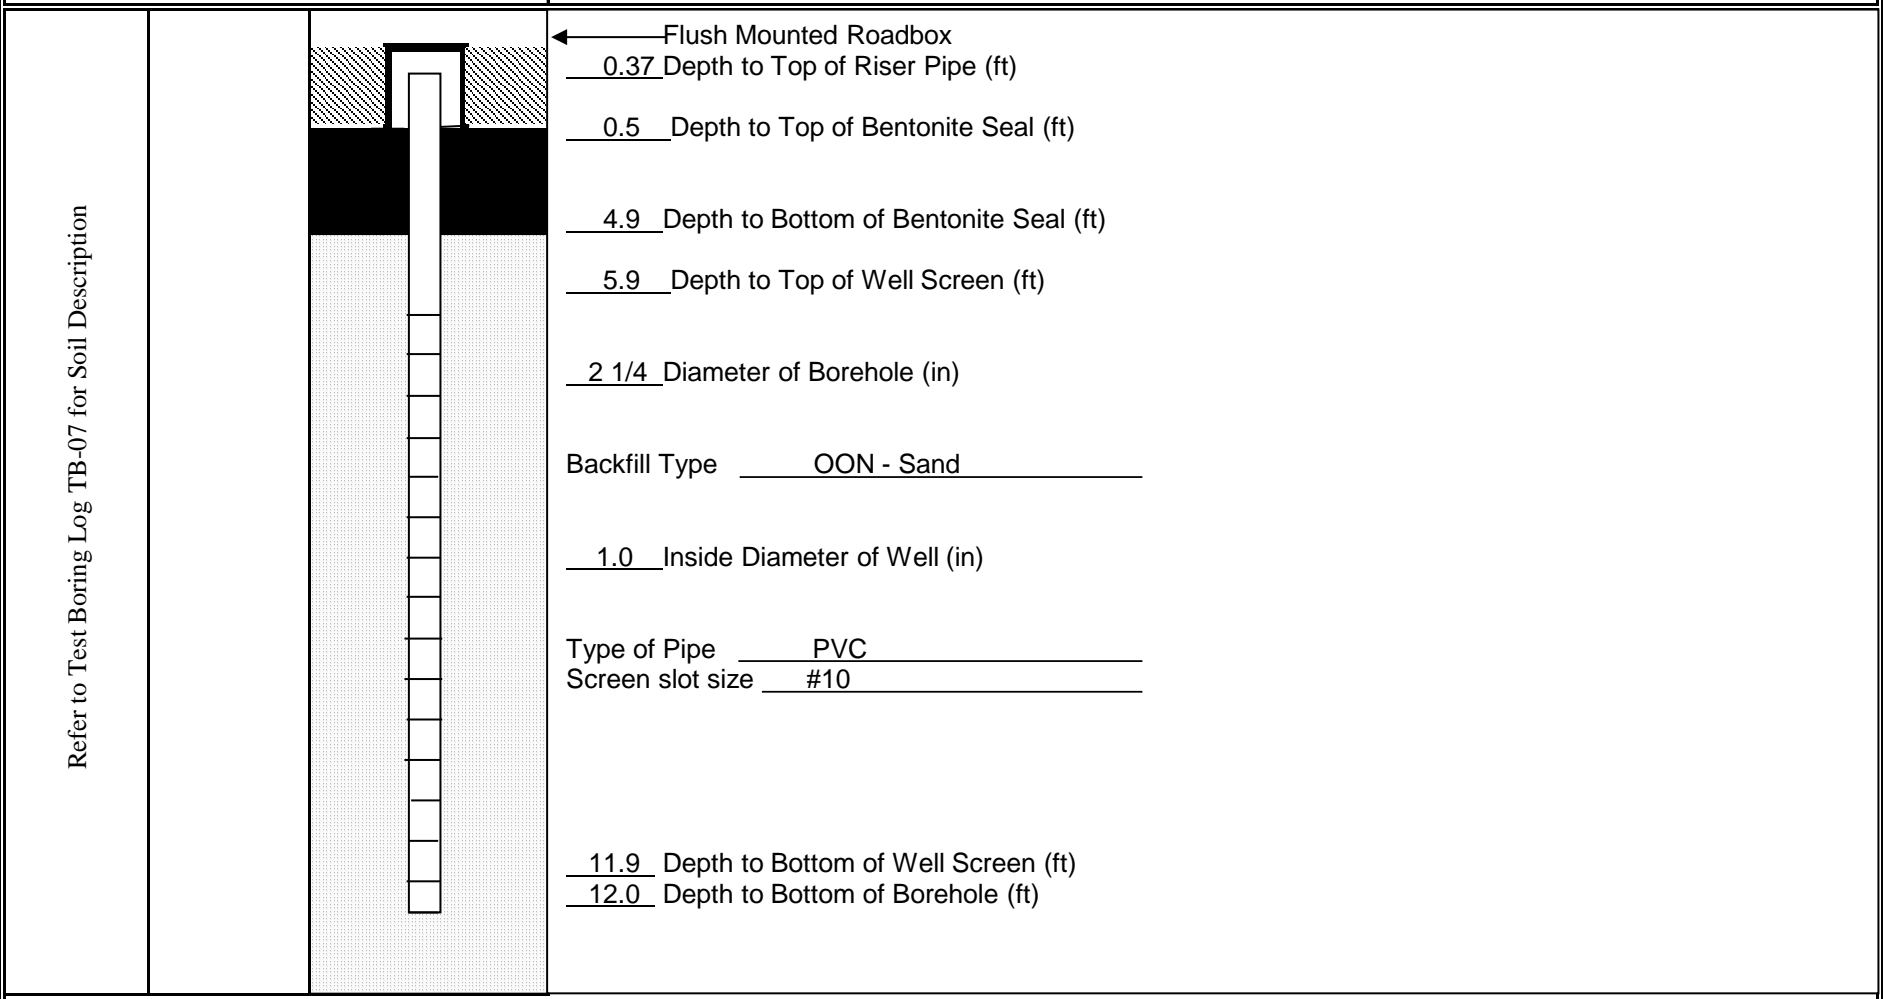 Refer to Test Boring Log TB-07 for Soil Description
Flush Mounted Roadbox
0.37 Depth to Top of Riser Pipe (ft)
0.5 Depth to Top of Bentonite Seal (ft)
4.9 Depth to Bottom of Bentonite Seal (ft)
5.9 Depth to Top of Well Screen (ft)
2 1/4 Diameter of Borehole (in)
Backfill Type OON - Sand
1.0 Inside Diameter of Well (in)
Type of Pipe PVC
Screen slot size #10
11.9 Depth to Bottom of Well Screen (ft)
12.0 Depth to Bottom of Borehole (ft)